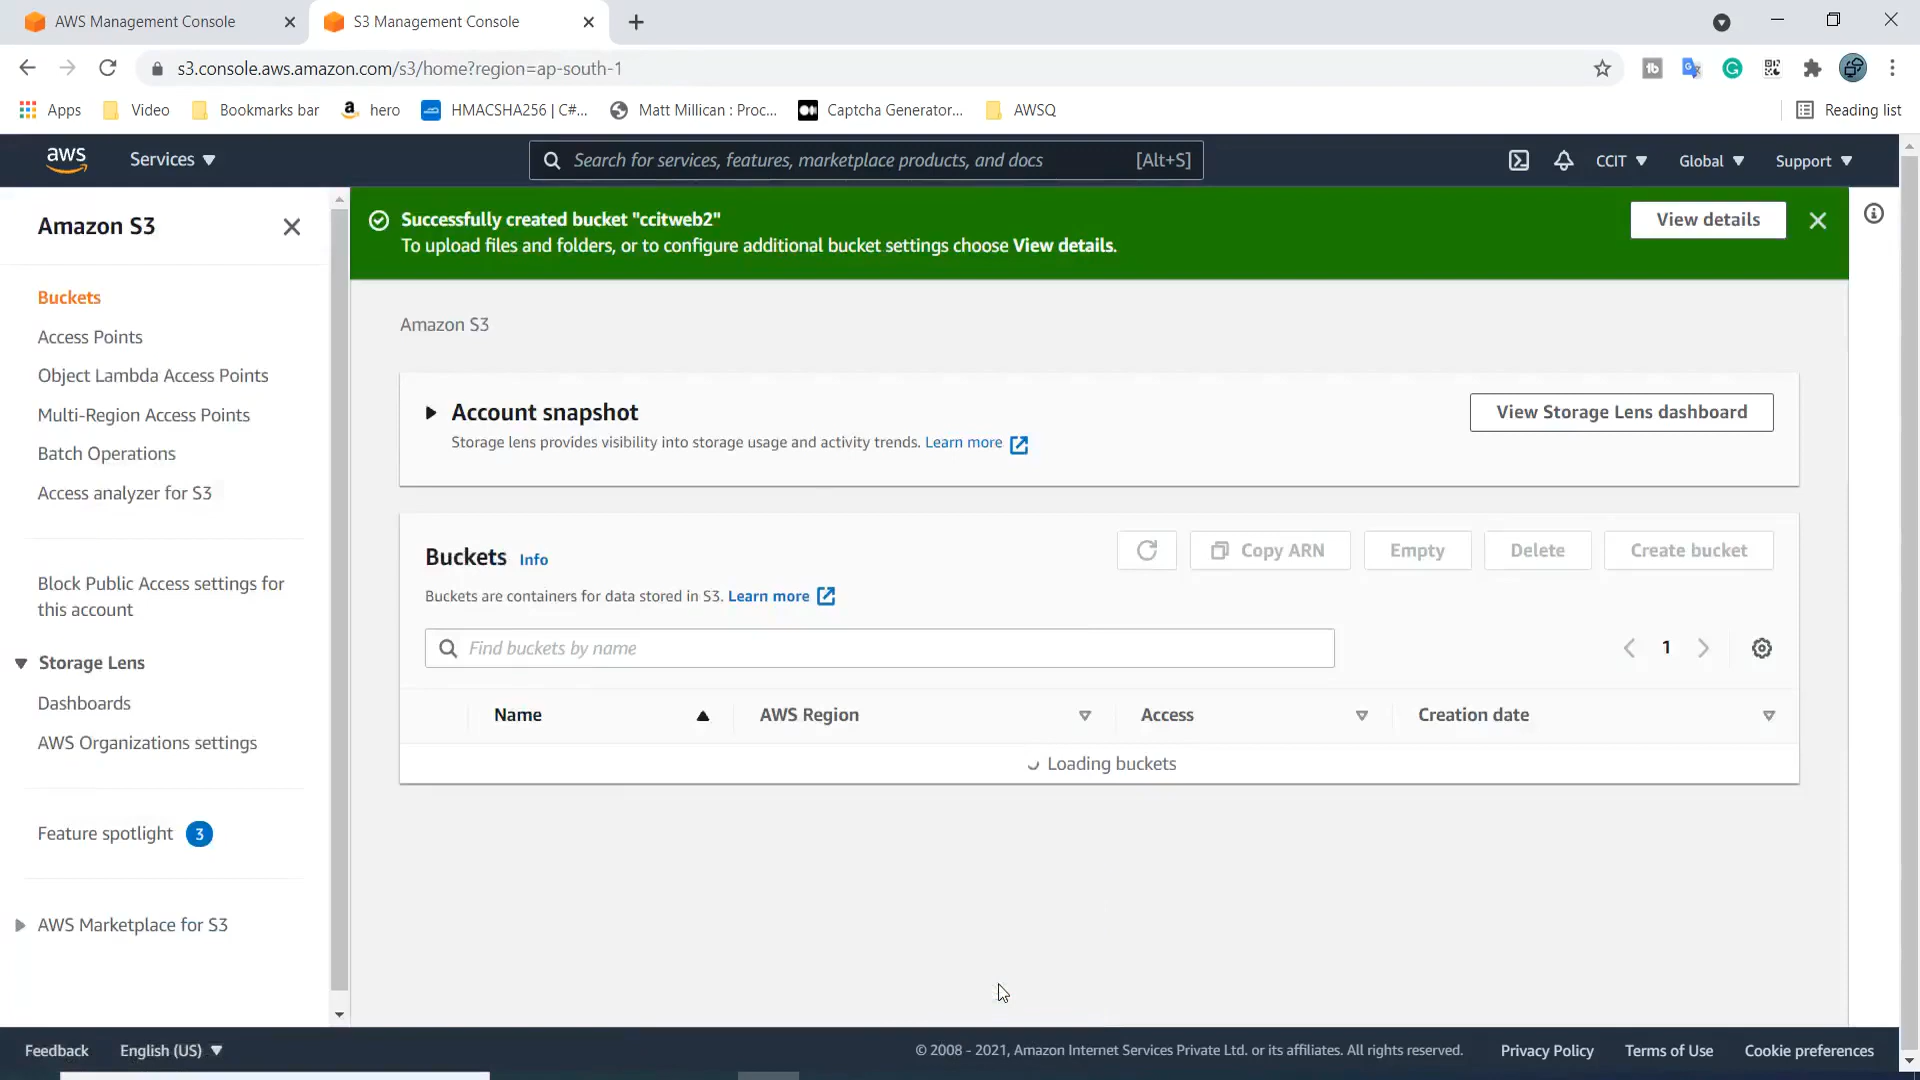 AWS Management Console
S3 Management Console
s3.console.aws.amazon.com/s3/home?region=ap-south-1
Apps
Video
Bookmarks bar
hero
HMACSHA256 | C#...
Matt Millican : Proc...
Captcha Generator...
AWSQ
Reading list
aws
Services
Search for services, features, marketplace products, and docs
[Alt+S]
CCIT
Global
Support
Amazon S3
Buckets
Access Points
Object Lambda Access Points
Multi-Region Access Points
Batch Operations
Access analyzer for S3
Block Public Access settings for
this account
Storage Lens
Dashboards
AWS Organizations settings
Feature spotlight 3
AWS Marketplace for S3
Successfully created bucket "ccitweb2"
To upload files and folders, or to configure additional bucket settings choose View details.
View details
Amazon S3
Account snapshot
Storage lens provides visibility into storage usage and activity trends. Learn more
View Storage Lens dashboard
Buckets Info
Copy ARN
Empty
Delete
Create bucket
Buckets are containers for data stored in S3. Learn more
Find buckets by name
1
Name
AWS Region
Access
Creation date
Loading buckets
Feedback
English (US)
© 2008 - 2021, Amazon Internet Services Private Ltd. or its affiliates. All rights reserved.
Privacy Policy
Terms of Use
Cookie preferences